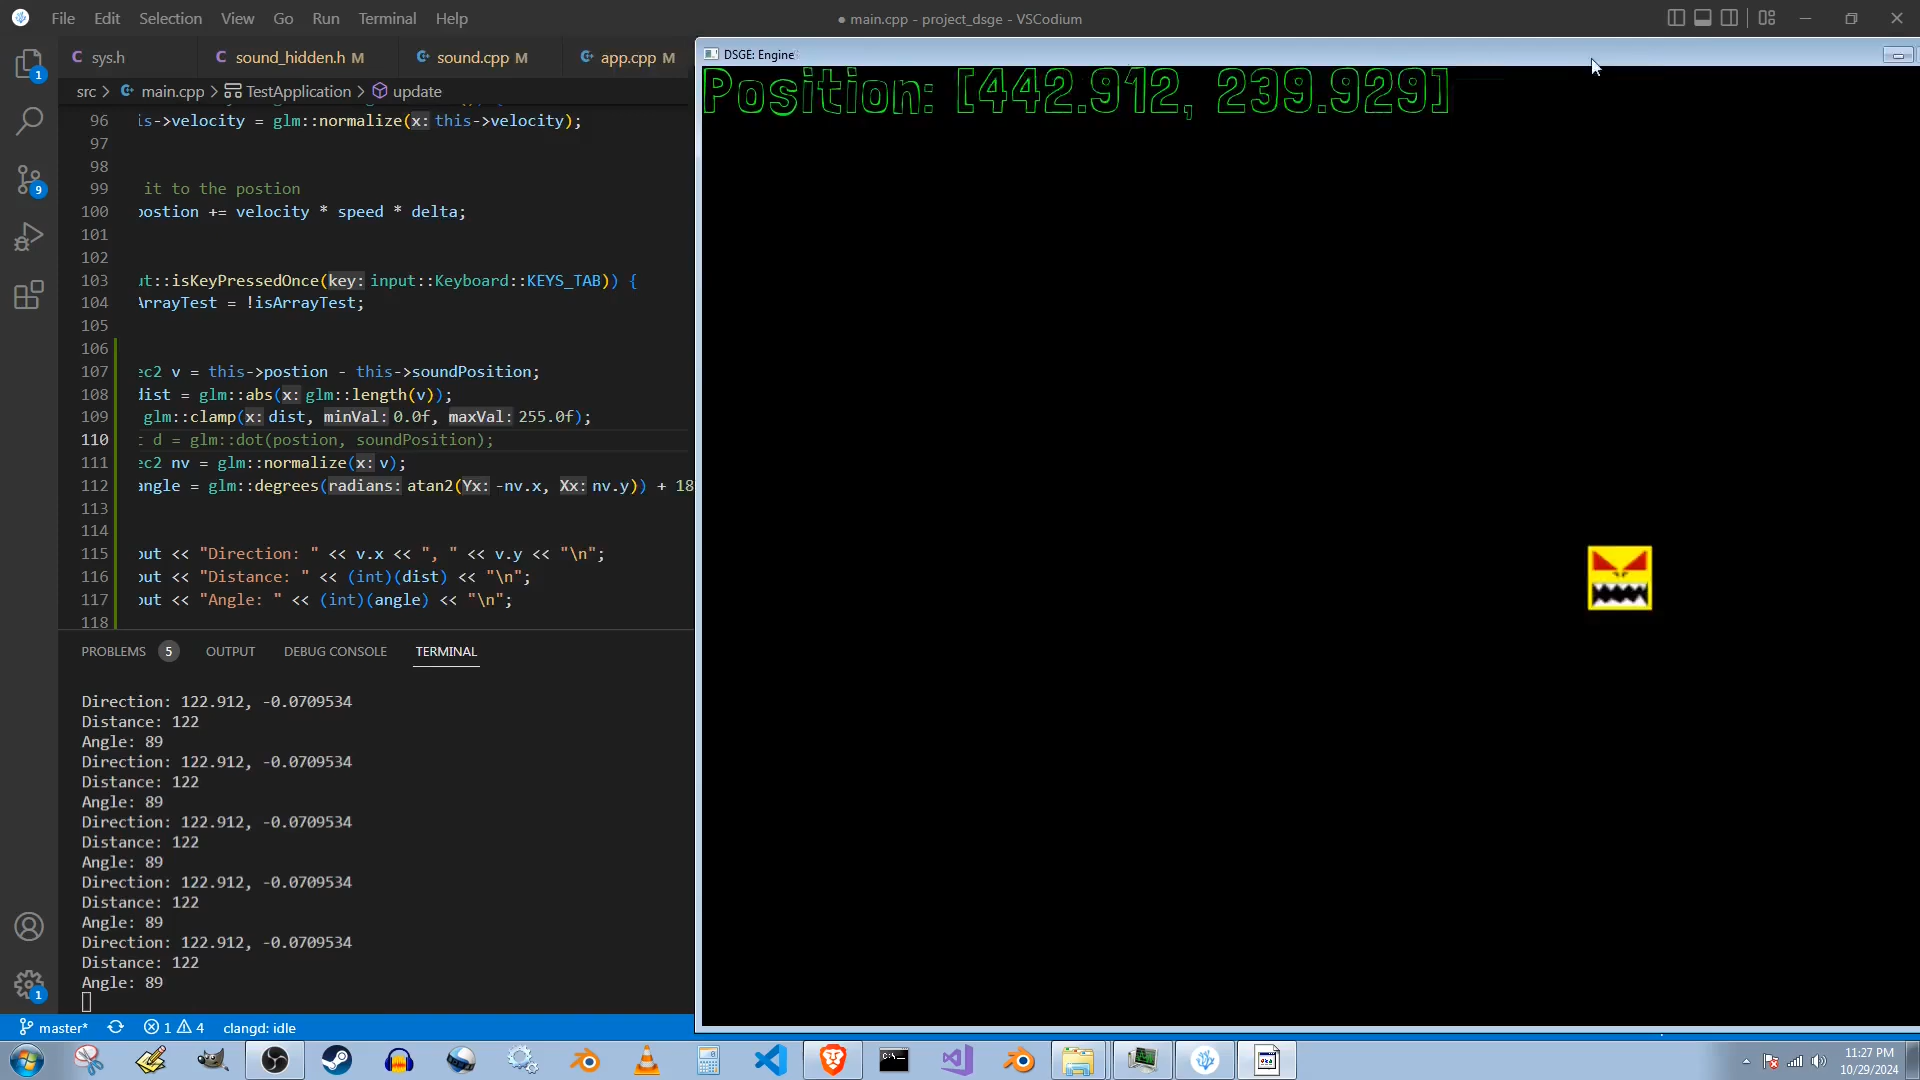 File Edit Selection View Go Run Terminal Help
● main.cpp - project_dsge - VSCodium
sys.h
sound_hidden.h M
sound.cpp M
app.cpp M
src > main.cpp > TestApplication > update
96 is->velocity = glm::normalize(x: this->velocity);
97
98
99 it to the postion
100 postion += velocity * speed * delta;
101
102
103 ut::isKeyPressedOnce(key: input::Keyboard::KEYS_TAB)) {
104 ArrayTest = !isArrayTest;
105
106
107 ec2 v = this->postion - this->soundPosition;
108 dist = glm::abs(x: glm::length(v));
109 glm::clamp(x: dist, minVal: 0.0f, maxVal: 255.0f);
110 t d = glm::dot(postion, soundPosition);
111 ec2 nv = glm::normalize(x: v);
112 angle = glm::degrees(radians: atan2(Yx: -nv.x, Xx: nv.y)) + 18
113
114
115 out << "Direction: " << v.x << ", " << v.y << "\n";
116 out << "Distance: " << (int)(dist) << "\n";
117 out << "Angle: " << (int)(angle) << "\n";
118
PROBLEMS 5 OUTPUT DEBUG CONSOLE TERMINAL
Direction: 122.912, -0.0709534
Distance: 122
Angle: 89
Direction: 122.912, -0.0709534
Distance: 122
Angle: 89
Direction: 122.912, -0.0709534
Distance: 122
Angle: 89
Direction: 122.912, -0.0709534
Distance: 122
Angle: 89
Direction: 122.912, -0.0709534
Distance: 122
Angle: 89
1
9
1
master* 1 4 clangd: idle
DSGE: Engine
Position: [442.912, 239.929]
C:\
11:27 PM
10/29/2024